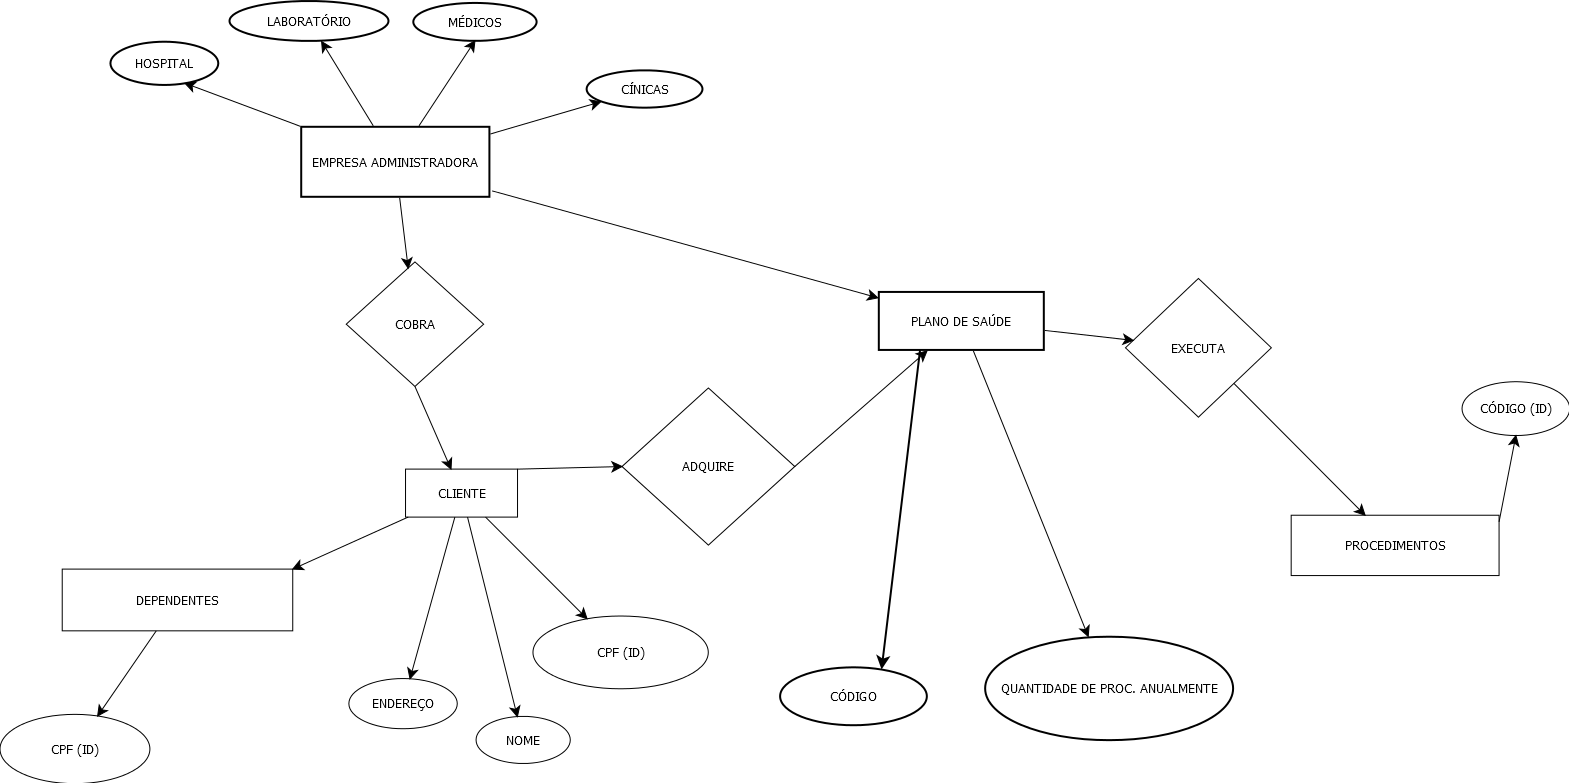 LABORATÓRIO
MÉDICOS
HOSPITAL
CÍNICAS
EMPRESA ADMINISTRADORA
COBRA
PLANO DE SAÚDE
EXECUTA
CÓDIGO (ID)
ADQUIRE
CLIENTE
PROCEDIMENTOS
DEPENDENTES
CPF (ID)
ENDEREÇO
CÓDIGO
QUANTIDADE DE PROC. ANUALMENTE
NOME
CPF (ID)